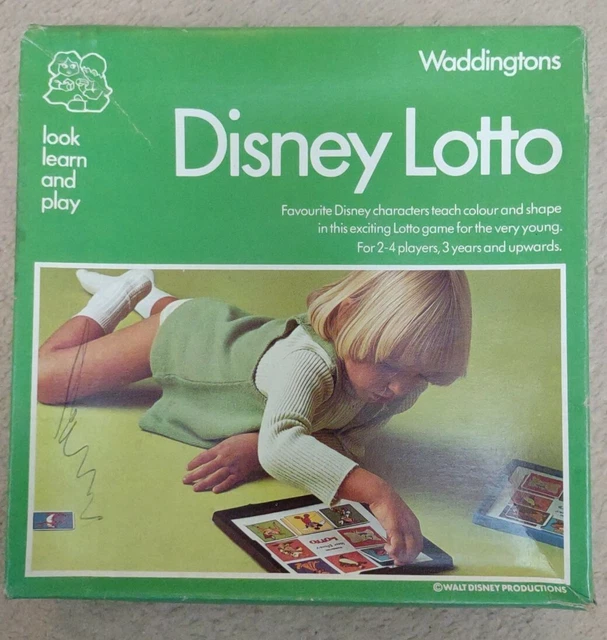 Waddingtons
look
learn
and
play
Disney Lotto
Favourite Disney characters teach colour and shape
in this exciting Lotto game for the very young.
For 2-4 players, 3 years and upwards.
LOTTO
©WALT DISNEY PRODUCTIONS